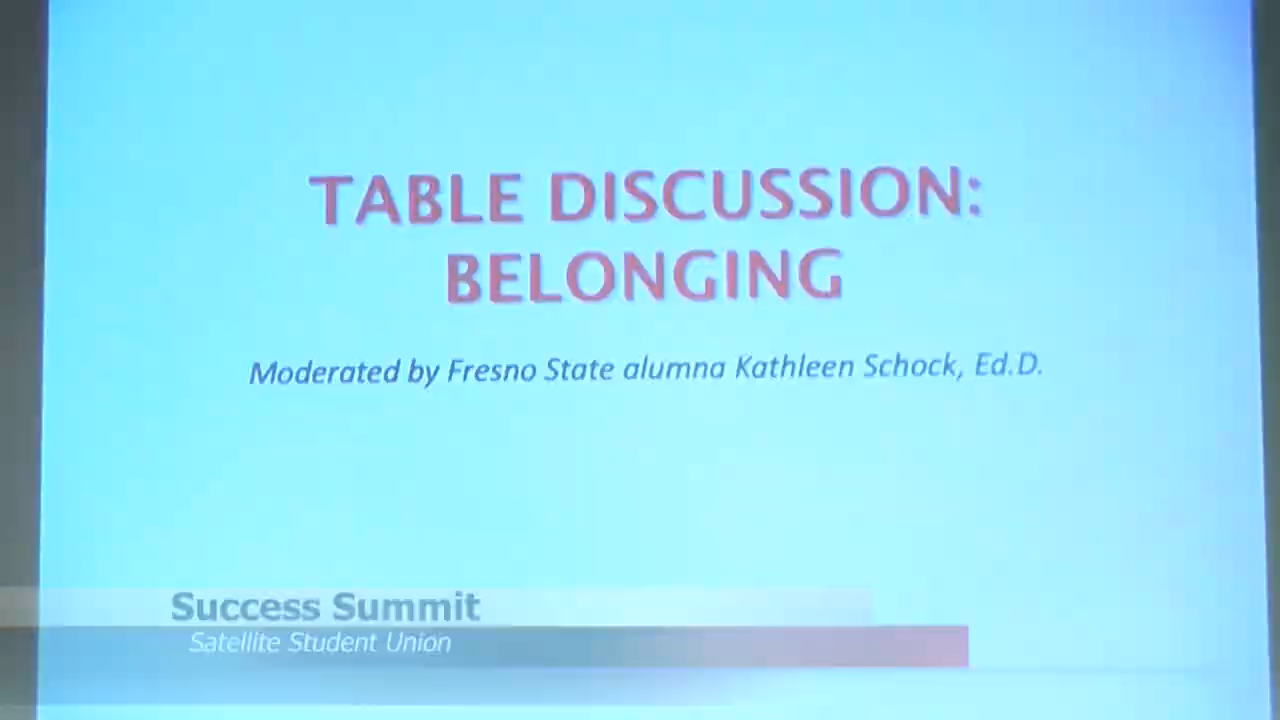 TABLE DISCUSSION:
BELONGING
Moderated by Fresno State alumna Kathleen Schock, Ed.D.
Success Summit
Satellite Student Union